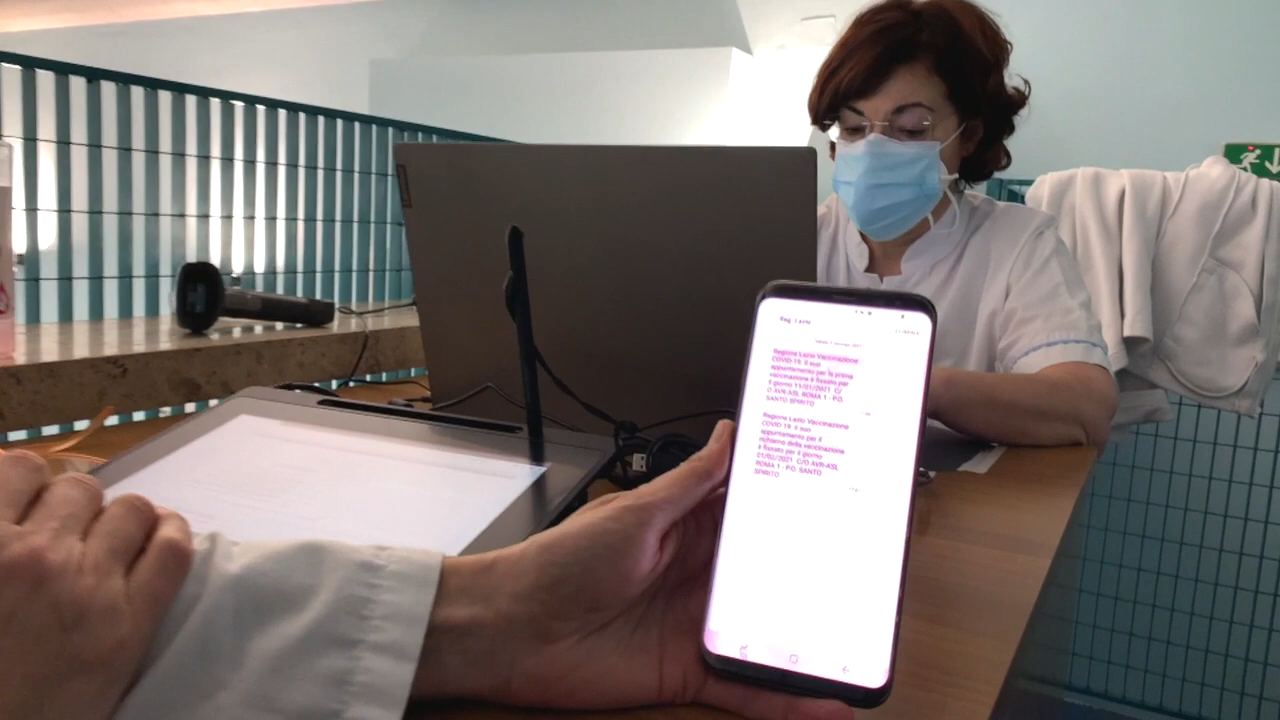 Reg. Lazio
Regione Lazio Vaccinazione
COVID-19: il suo
appuntamento per la prima
vaccinazione è fissato per
il giorno 11/01/2021 C/
O AVR-ASL ROMA 1 - P.O.
SANTO SPIRITO
Regione Lazio Vaccinazione
COVID-19: il suo
appuntamento per il
richiamo della vaccinazione
è fissato per il giorno
01/02/2021 C/O AVR-ASL
ROMA 1 - P.O. SANTO
SPIRITO